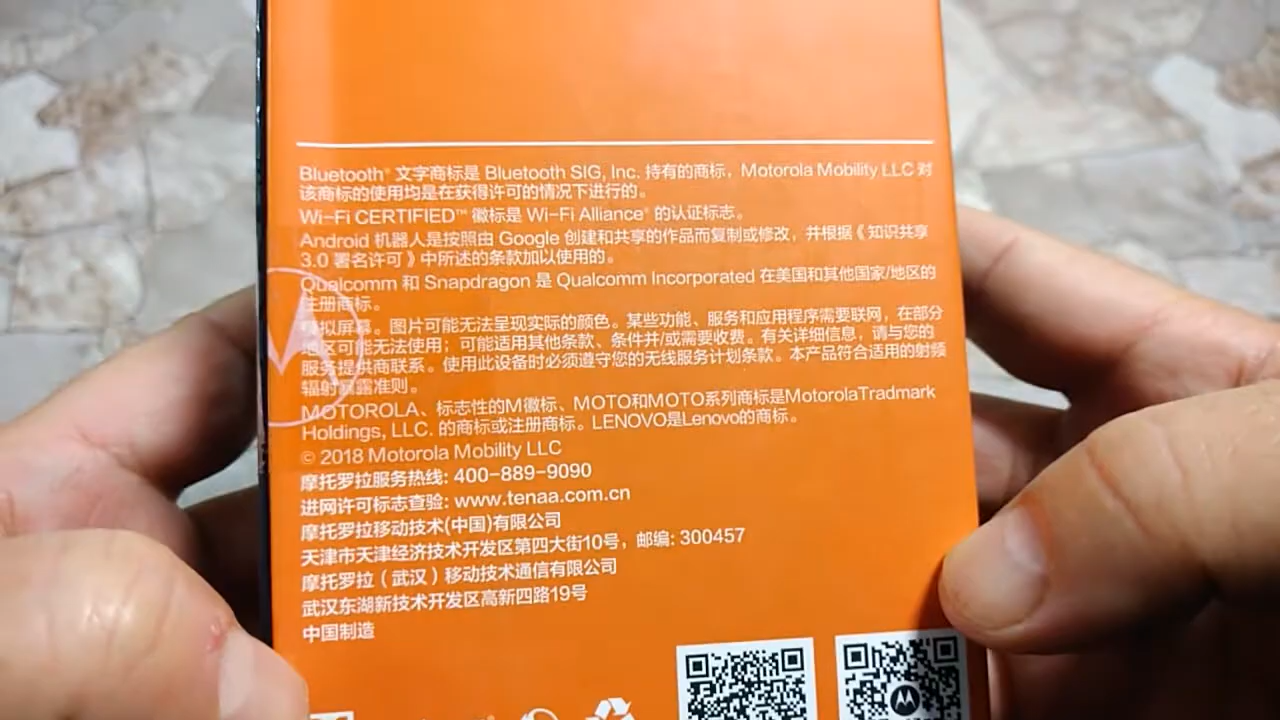 Bluetooth® 文字商标是 Bluetooth SIG, Inc. 持有的商标，Motorola Mobility LLC 对
该商标的使用均是在获得许可的情况下进行的。
Wi-Fi CERTIFIED™ 徽标是 Wi-Fi Alliance® 的认证标志。
Android 机器人是按照由 Google 创建和共享的作品而复制或修改，并根据《知识共享
3.0 署名许可》中所述的条款加以使用的。
Qualcomm 和 Snapdragon 是 Qualcomm Incorporated 在美国和其他国家/地区的
注册商标。
模拟屏幕。图片可能无法呈现实际的颜色。某些功能、服务和应用程序需要联网，在部分
地区可能无法使用；可能适用其他条款、条件并/或需要收费。有关详细信息，请与您的
服务提供商联系。使用此设备时必须遵守您的无线服务计划条款。本产品符合适用的射频
辐射暴露准则。
MOTOROLA、标志性的M徽标、MOTO和MOTO系列商标是MotorolaTradmark
Holdings, LLC. 的商标或注册商标。LENOVO是Lenovo的商标。
© 2018 Motorola Mobility LLC
摩托罗拉服务热线: 400-889-9090
进网许可标志查验: www.tenaa.com.cn
摩托罗拉移动技术(中国)有限公司
天津市天津经济技术开发区第四大街10号，邮编: 300457
摩托罗拉（武汉）移动技术通信有限公司
武汉东湖新技术开发区高新四路19号
中国制造